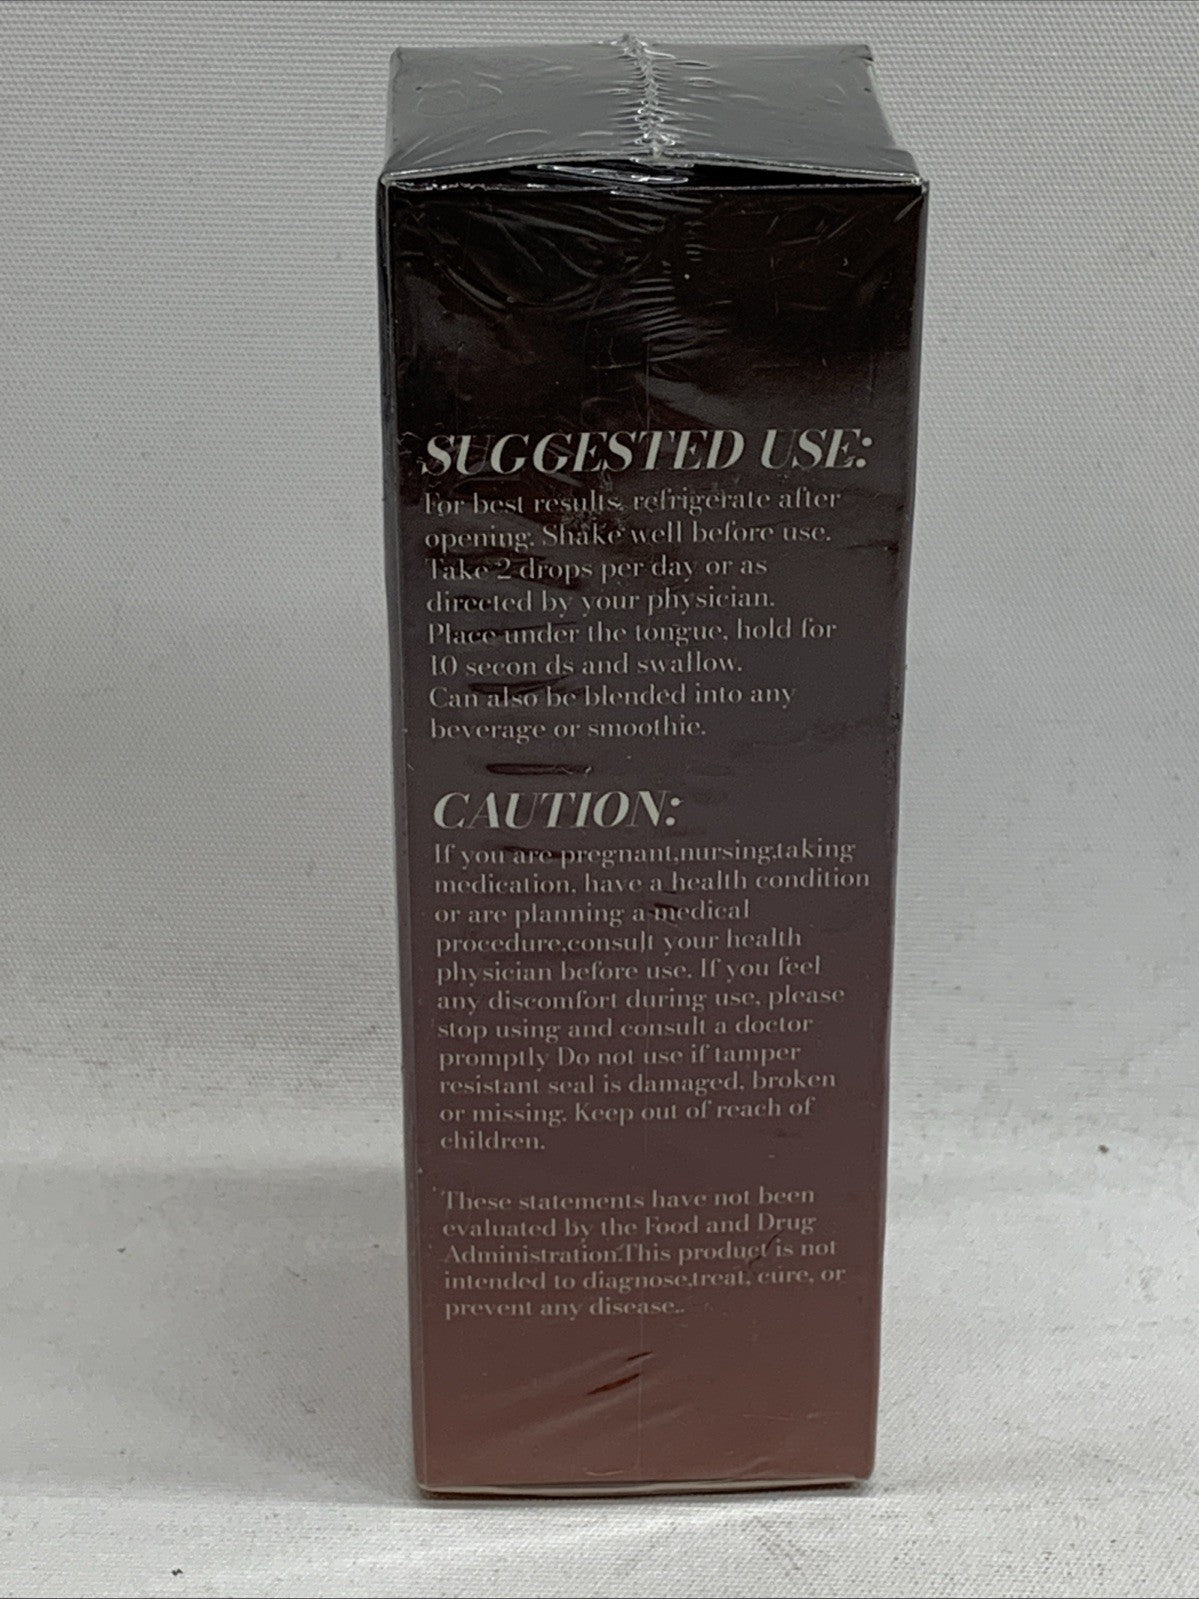 SUGGESTED USE:
For best results, refrigerate after
opening. Shake well before use.
Take 2 drops per day or as
directed by your physician.
Place under the tongue, hold for
10 secon ds and swallow.
Can also be blended into any
beverage or smoothie.
CAUTION:
If you are pregnant,nursing,taking
medication, have a health condition
or are planning a medical
procedure,consult your health
physician before use. If you feel
any discomfort during use, please
stop using and consult a doctor
promptly Do not use if tamper
resistant seal is damaged, broken
or missing. Keep out of reach of
children.
These statements have not been
evaluated by the Food and Drug
Administration.This product is not
intended to diagnose,treat, cure, or
prevent any disease..